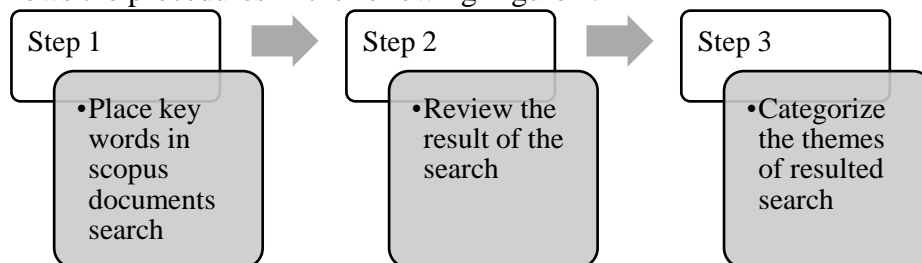 Step 1
•Place key
words in
scopus
documents
search
Step 2
•Review the
result of the
search
Step 3
•Categorize
the themes
of resulted
search